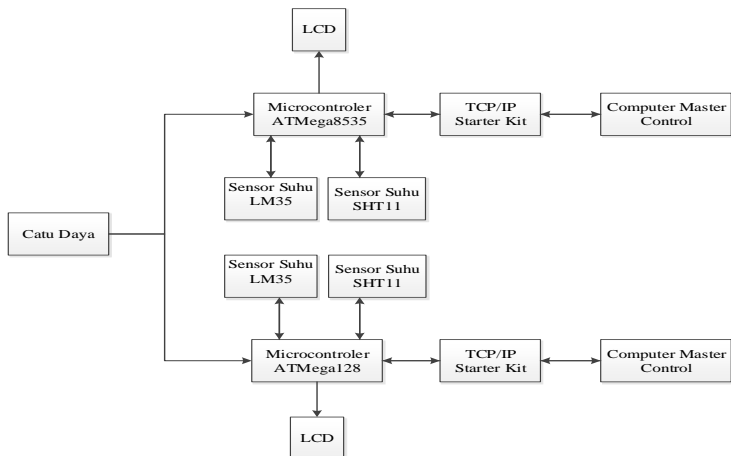 LCD
Microcontroler
ATMega8535
TCP/IP
Starter Kit
Computer Master
Control
Sensor Suhu
LM35
Sensor Suhu
SHT11
Catu Daya
Sensor Suhu
LM35
Sensor Suhu
SHT11
Microcontroler
ATMega128
TCP/IP
Starter Kit
Computer Master
Control
LCD